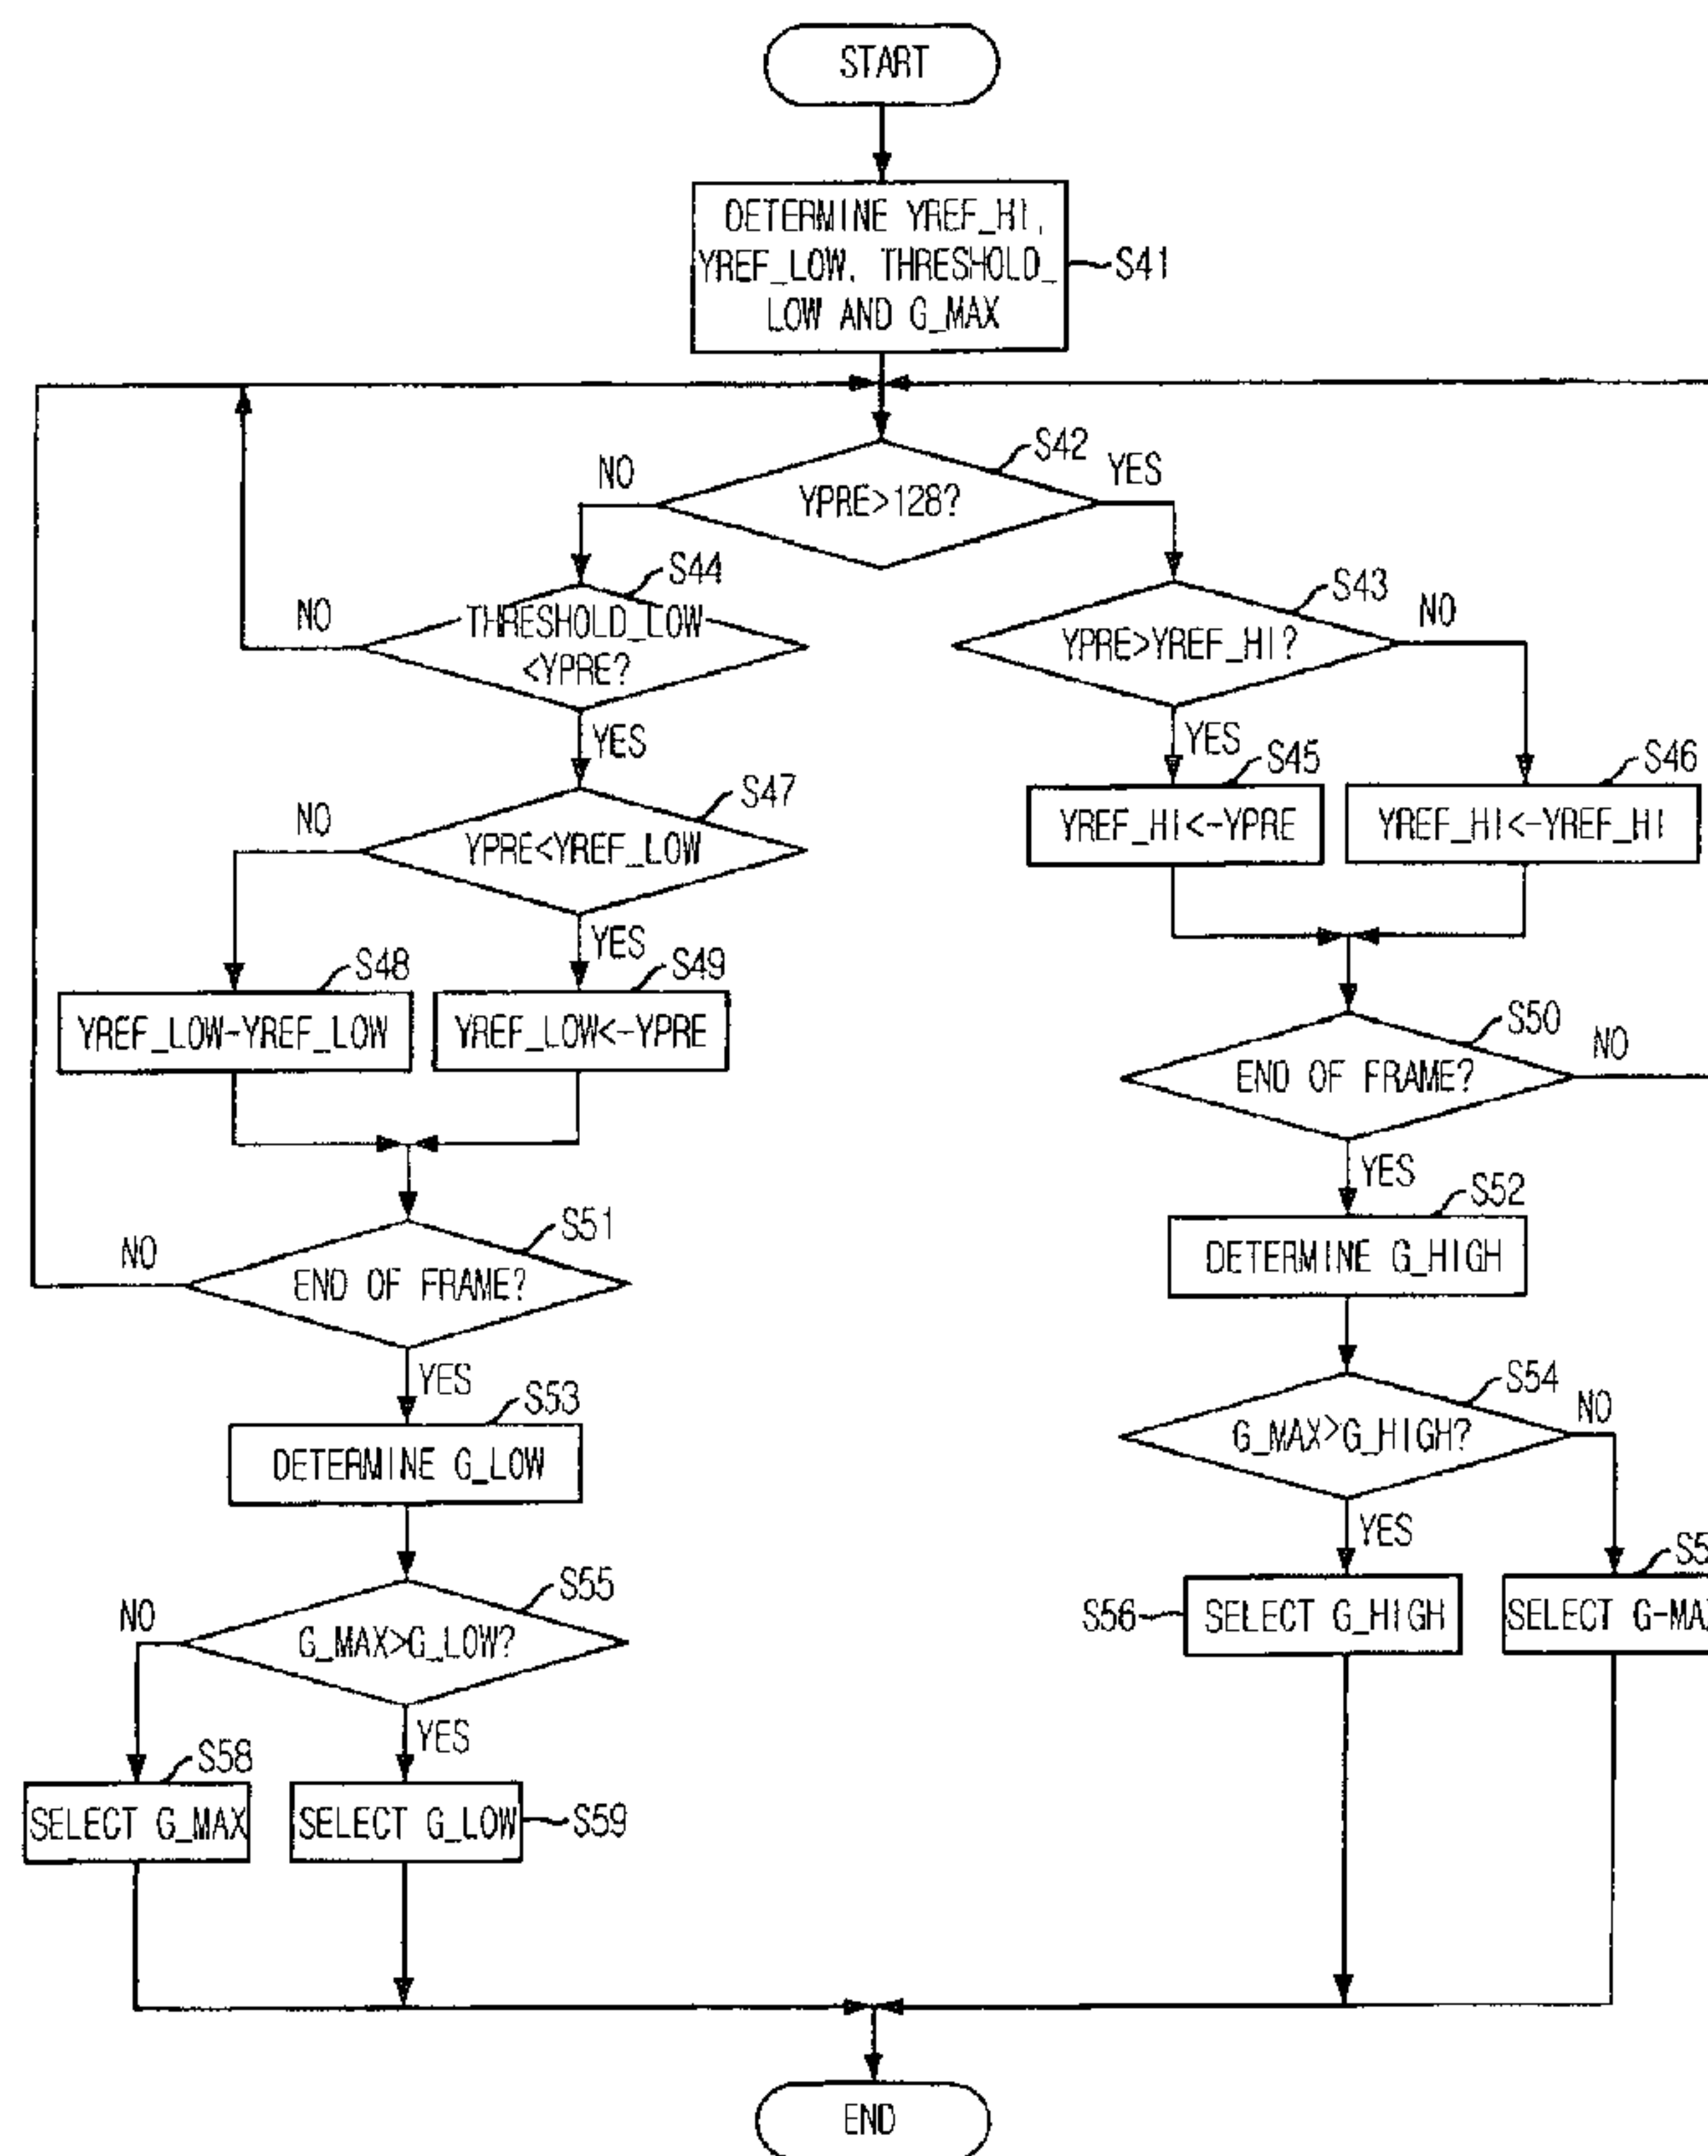 START
DETERMINE YREF_HI,
YREF_LOW, THRESHOLD_
LOW AND G_MAX
S41
S42
NO
YES
YPRE>128?
S44
S43
NO
THRESHOLD_LOW
<YPRE?
YPRE>YREF_HI?
NO
YES
YES
S47
S45
S46
NO
YPRE<YREF_LOW
YREF_HI<-YPRE
YREF_HI<-YREF_HI
YES
S48
S49
YREF_LOW-YREF_LOW
YREF_LOW<-YPRE
S50
END OF FRAME?
NO
YES
S51
S52
NO
END OF FRAME?
DETERMINE G_HIGH
YES
S53
S54
DETERMINE G_LOW
G_MAX>G_HIGH?
NO
YES
S55
NO
G_MAX>G_LOW?
S56
SELECT G_HIGH
YES
S58
SELECT G_MAX
SELECT G_LOW
S59
END